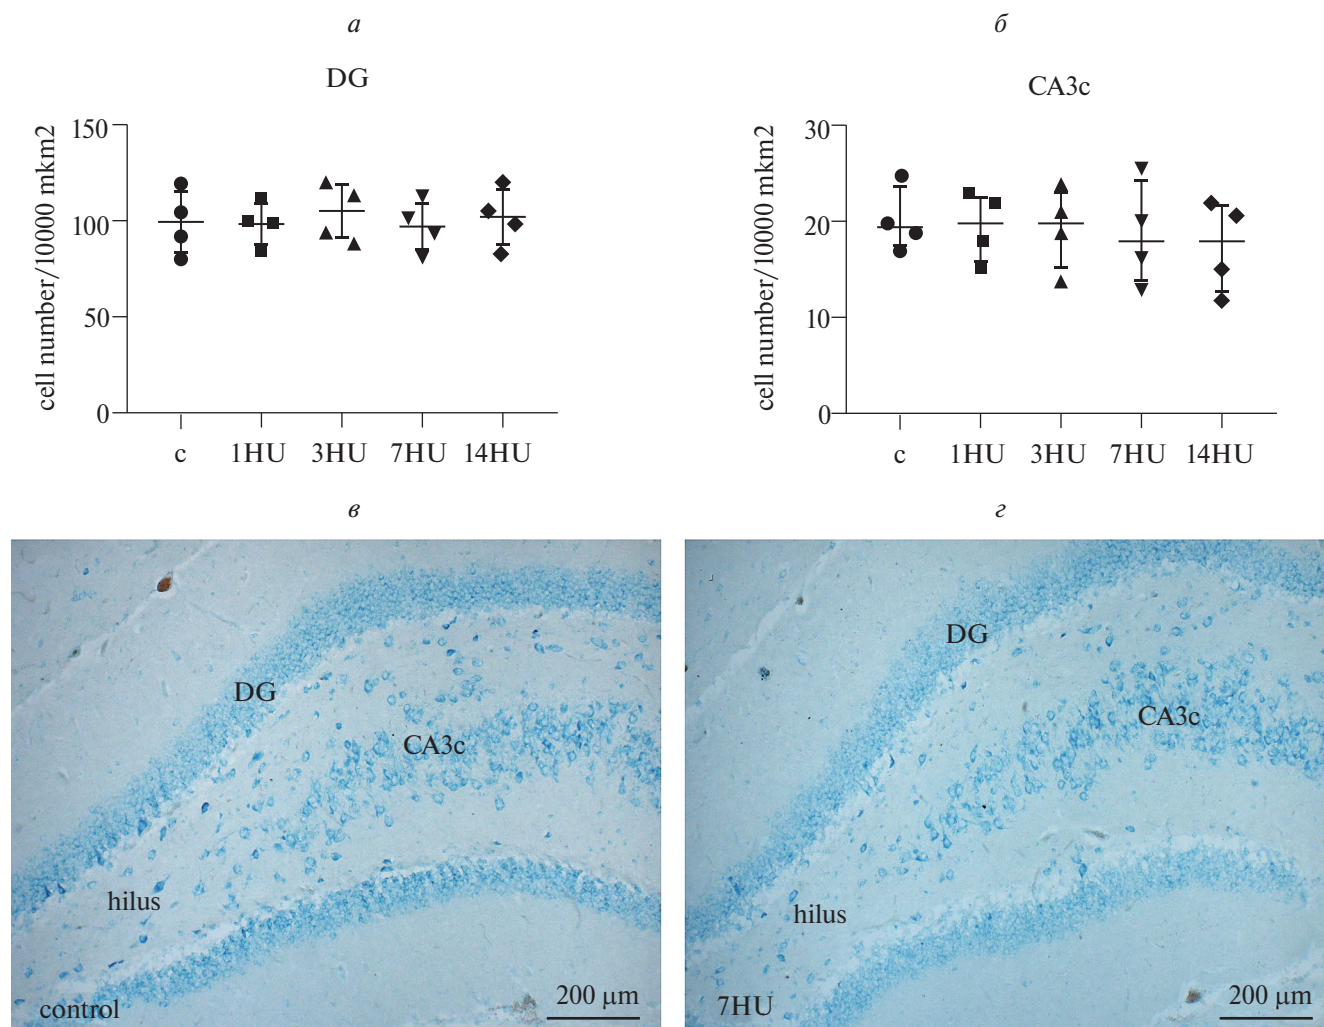 а
DG
cell number/10000 mkm2
150
100
50
0
c 1HU 3HU 7HU 14HU
б
CA3c
cell number/10000 mkm2
30
20
10
0
c 1HU 3HU 7HU 14HU
в
DG
CA3c
hilus
control
200 μm
г
DG
CA3c
hilus
7HU
200 μm